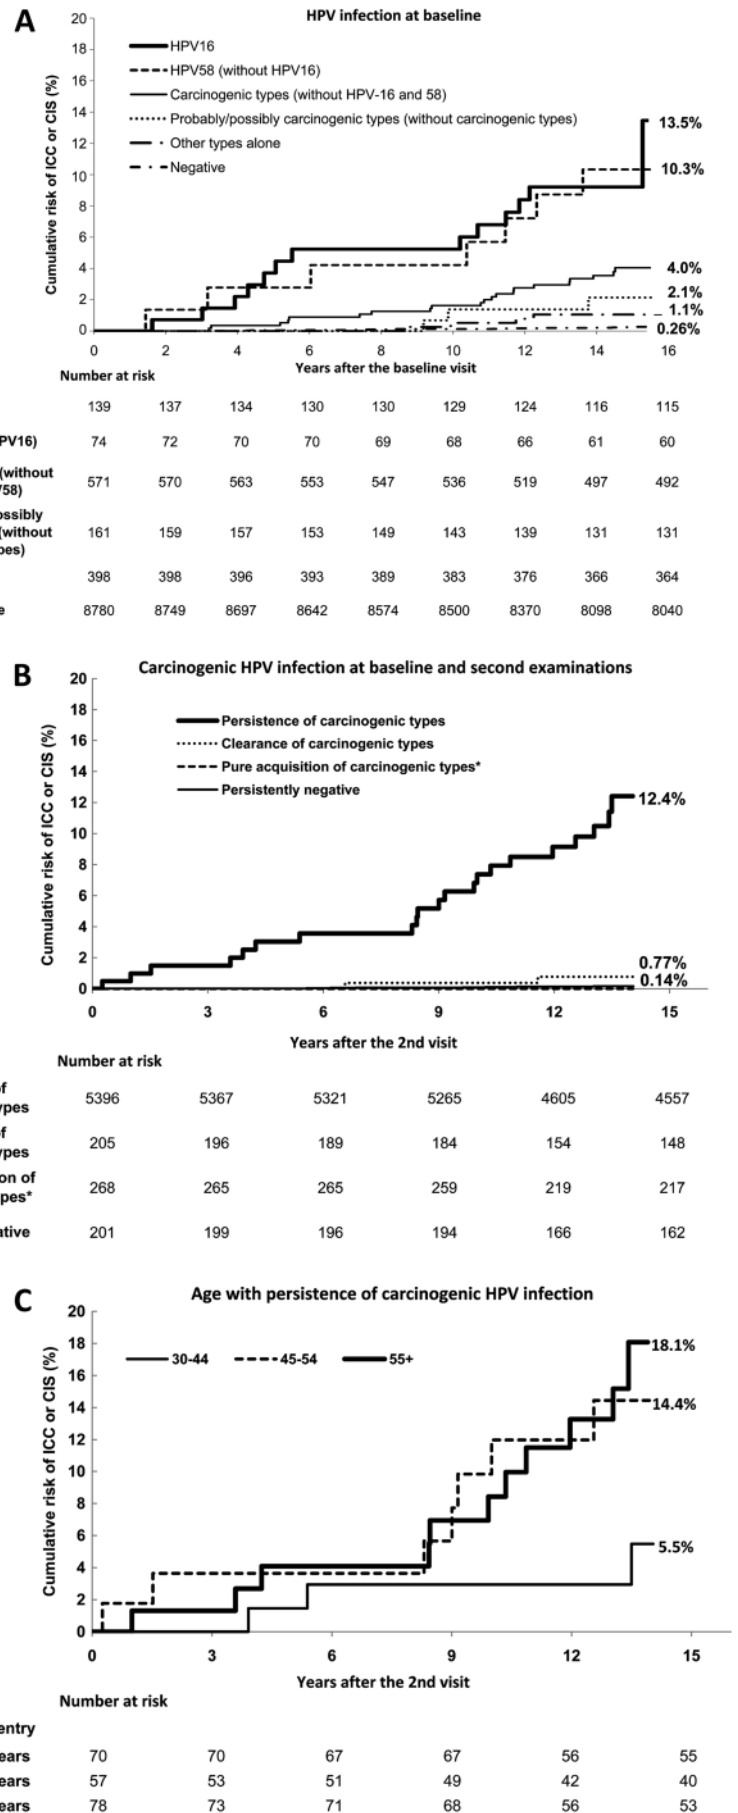 A
HPV infection at baseline
Cumulative risk of ICC or CIS (%)
20
18
16
14
12
10
8
6
4
2
0
HPV16
HPV58 (without HPV16)
Carcinogenic types (without HPV-16 and 58)
Probably/possibly carcinogenic types (without carcinogenic types)
Other types alone
Negative
13.5%
10.3%
4.0%
2.1%
1.1%
0.26%
0 2 4 6 8 10 12 14 16
Years after the baseline visit
Number at risk
139 137 134 130 130 129 124 116 115
PV16) 74 72 70 70 69 68 66 61 60
(without
V58) 571 570 563 553 547 536 519 497 492
ossibly
(without
pes) 161 159 157 153 149 143 139 131 131
398 398 396 393 389 383 376 366 364
e 8780 8749 8697 8642 8574 8500 8370 8098 8040
B
Carcinogenic HPV infection at baseline and second examinations
Cumulative risk of ICC or CIS (%)
20
18
16
14
12
10
8
6
4
2
0
Persistence of carcinogenic types
Clearance of carcinogenic types
Pure acquisition of carcinogenic types*
Persistently negative
12.4%
0.77%
0.14%
0 3 6 9 12 15
Years after the 2nd visit
Number at risk
of
ypes 5396 5367 5321 5265 4605 4557
of
ypes 205 196 189 184 154 148
on of
pes* 268 265 265 259 219 217
ative 201 199 196 194 166 162
C
Age with persistence of carcinogenic HPV infection
Cumulative risk of ICC or CIS (%)
20
18
16
14
12
10
8
6
4
2
0
30-44 45-54 55+
18.1%
14.4%
5.5%
0 3 6 9 12 15
Years after the 2nd visit
Number at risk
entry
ears 70 70 67 67 56 55
ears 57 53 51 49 42 40
ears 78 73 71 68 56 53